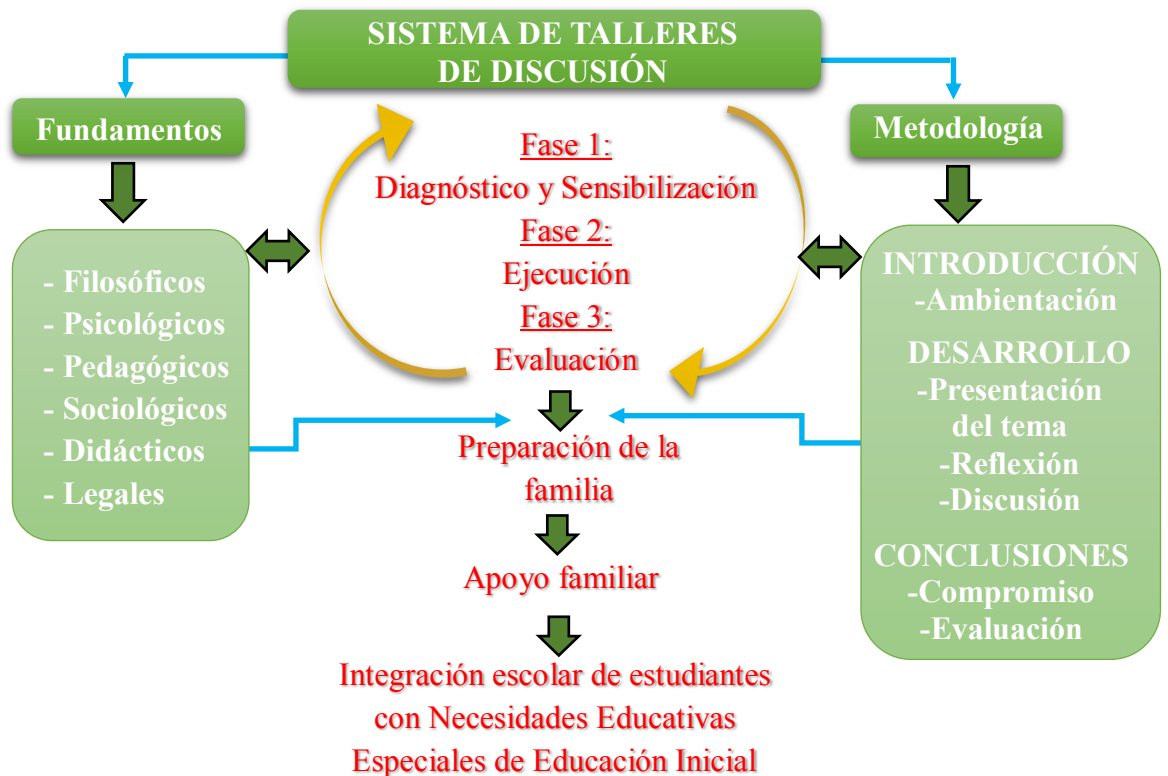 SISTEMA DE TALLERES
DE DISCUSIÓN
Fundamentos
- Filosóficos
- Psicológicos
- Pedagógicos
- Sociológicos
- Didácticos
- Legales
Fase 1:
Diagnóstico y Sensibilización
Fase 2:
Ejecución
Fase 3:
Evaluación
Preparación de la
familia
Apoyo familiar
Integración escolar de estudiantes
con Necesidades Educativas
Especiales de Educación Inicial
Metodología
INTRODUCCIÓN
-Ambientación
DESARROLLO
-Presentación
del tema
-Reflexión
-Discusión
CONCLUSIONES
-Compromiso
-Evaluación